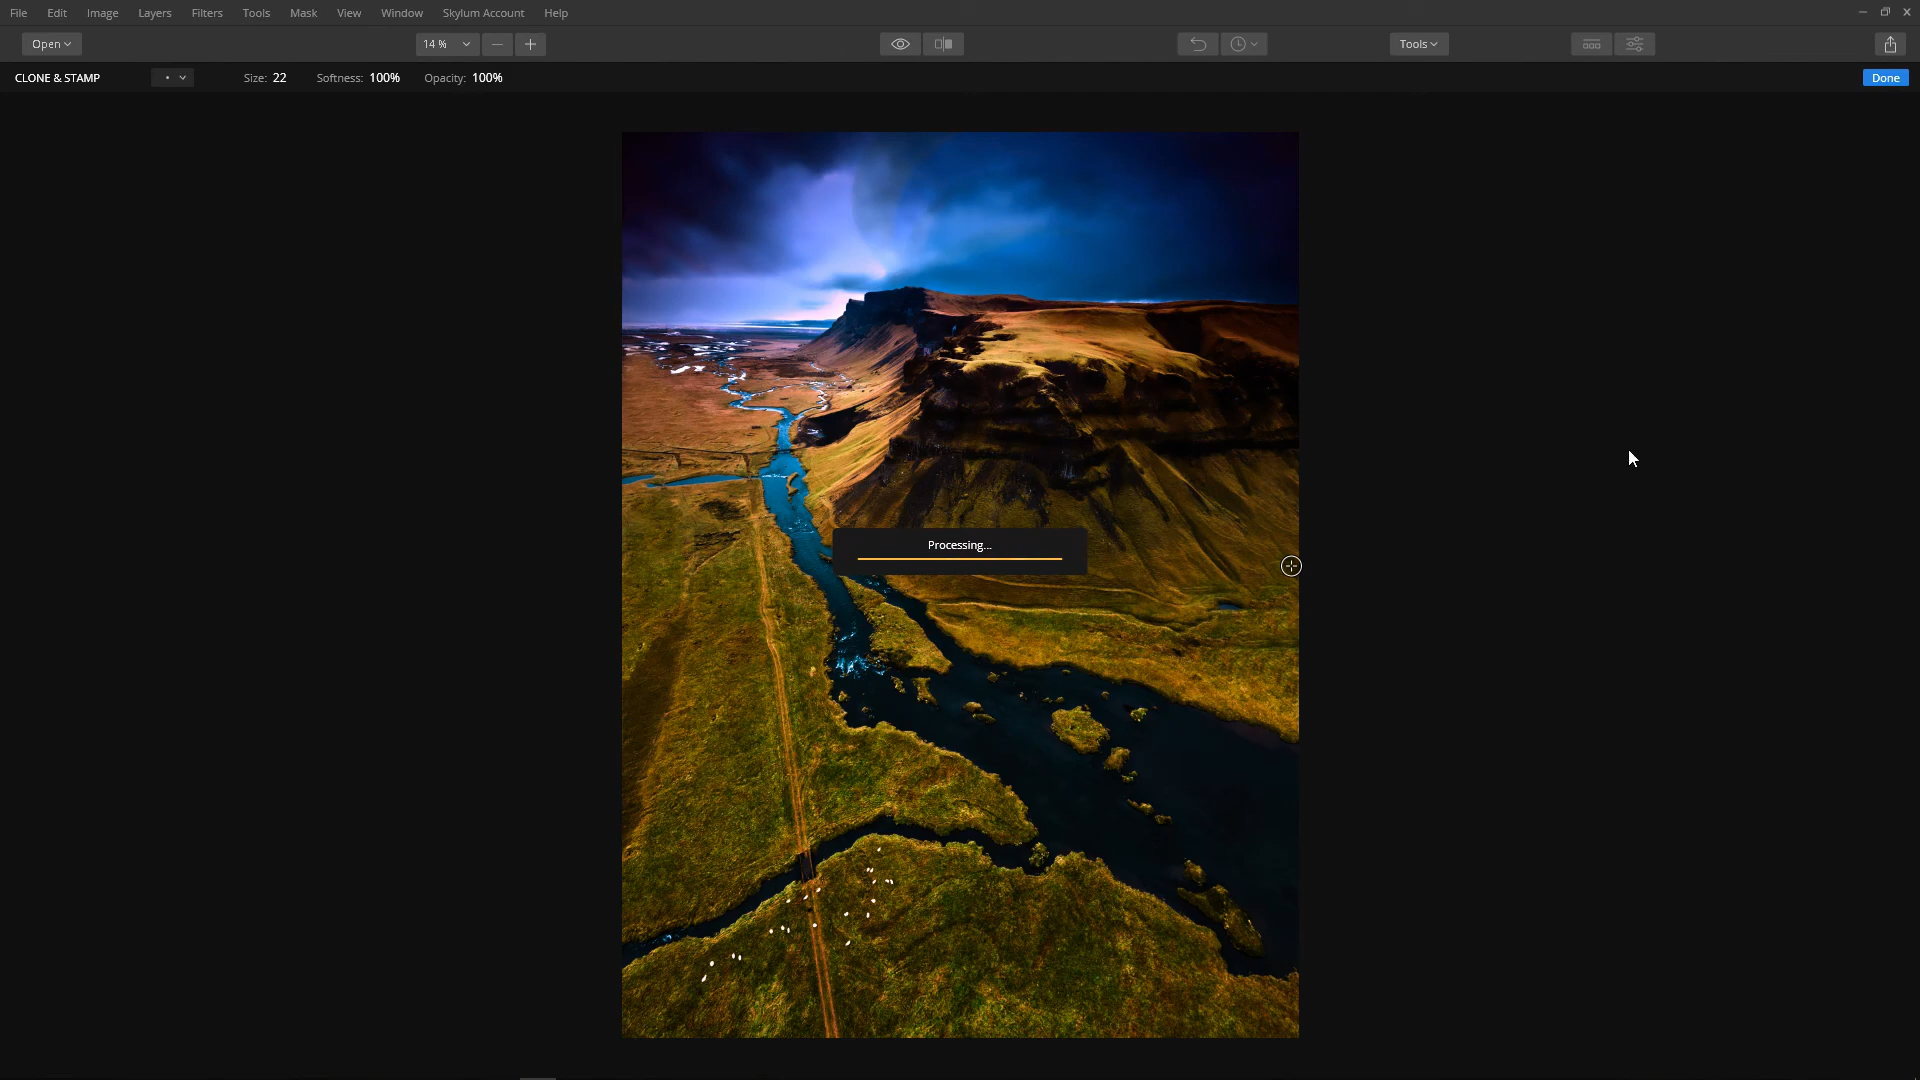 File Edit Image Layers Filters Tools Mask View Window Skylum Account Help
Open 14 % Tools
CLONE & STAMP Size: 22 Softness: 100% Opacity: 100% Done
Processing...